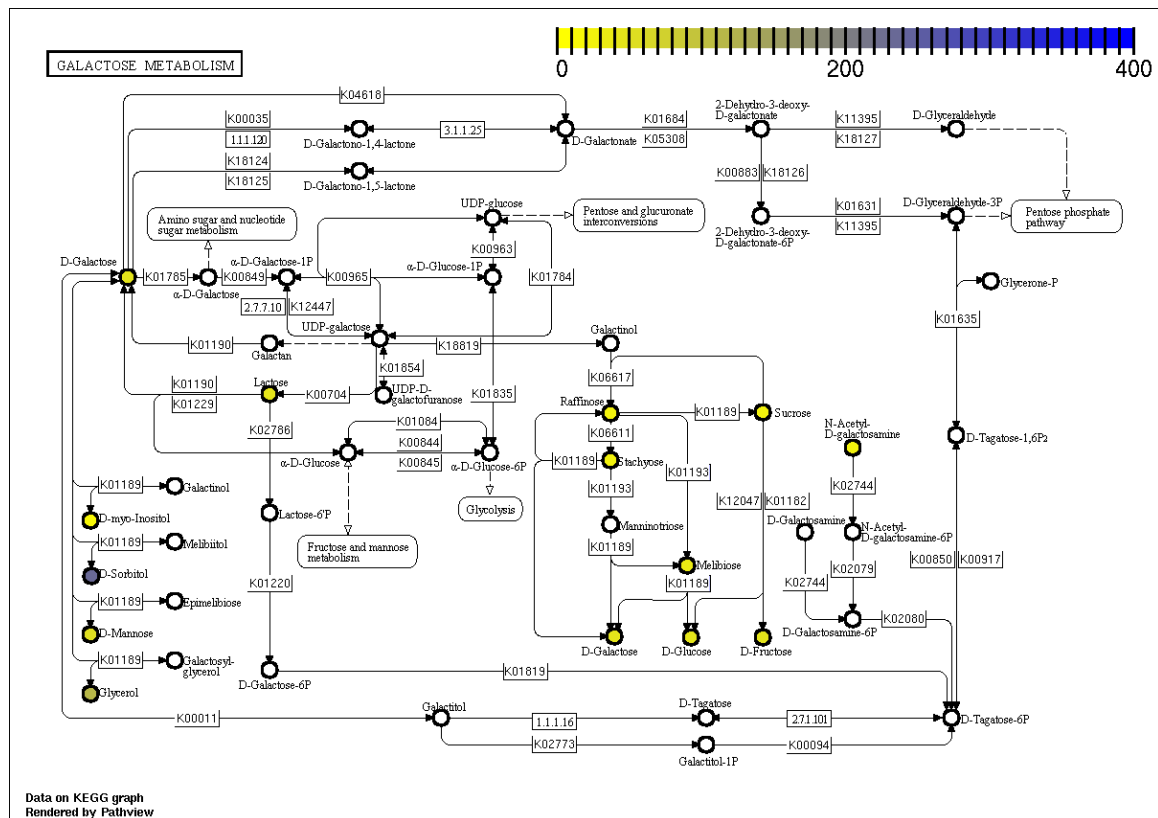 GALACTOSE METABOLISM
0 200 400
K04618
K00035
1.1.1.120
D-Galactono-1,4-lactone
3.1.1.25
D-Galactonate
K01684
K05308
2-Dehydro-3-deoxy-
D-galactonate
K11395
K18127
D-Glyceraldehyde
K18124
K18125
D-Galactono-1,5-lactone
K00883
K18126
Amino sugar and nucleotide
sugar metabolism
UDP-glucose
Pentose and glucuronate
interconversions
2-Dehydro-3-deoxy-
D-galactonate-6P
K01631
K11395
D-Glyceraldehyde-3P
Pentose phosphate
pathway
D-Galactose
K01785
α-D-Galactose
K00849
α-D-Galactose-1P
K00965
α-D-Glucose-1P
K00963
K01784
Glycerone-P
2.7.7.10
K12447
K01635
UDP-galactose
K01190
Galactan
K18819
Galactinol
K01854
UDP-D-
galactofuranose
K01190
K01229
Lactose
K00704
K01835
K06617
Raffinose
K01189
Sucrose
N-Acetyl-
D-galactosamine
D-Tagatose-1,6P2
K02786
K01084
K00844
K00845
α-D-Glucose
α-D-Glucose-6P
K06611
K01189
Stachyose
K01193
K01193
K02744
K01189
Galactinol
D-myo-Inositol
Lactose-6'P
Glycolysis
Manninotriose
K12047
K01182
D-Galactosamine
N-Acetyl-
D-galactosamine-6P
K01189
Melibiitol
D-Sorbitol
Fructose and mannose
metabolism
K01189
Melibiose
K01189
K02744
K02079
K00850
K00917
K01220
K01189
Epimelibiose
D-Mannose
D-Galactose
D-Glucose
D-Fructose
D-Galactosamine-6P
K02080
K01189
Galactosyl-
glycerol
Glycerol
D-Galactose-6P
K01819
K00011
Galactitol
1.1.1.16
D-Tagatose
2.7.1.101
D-Tagatose-6P
K02773
Galactitol-1P
K00094
Data on KEGG graph
Rendered by Pathview